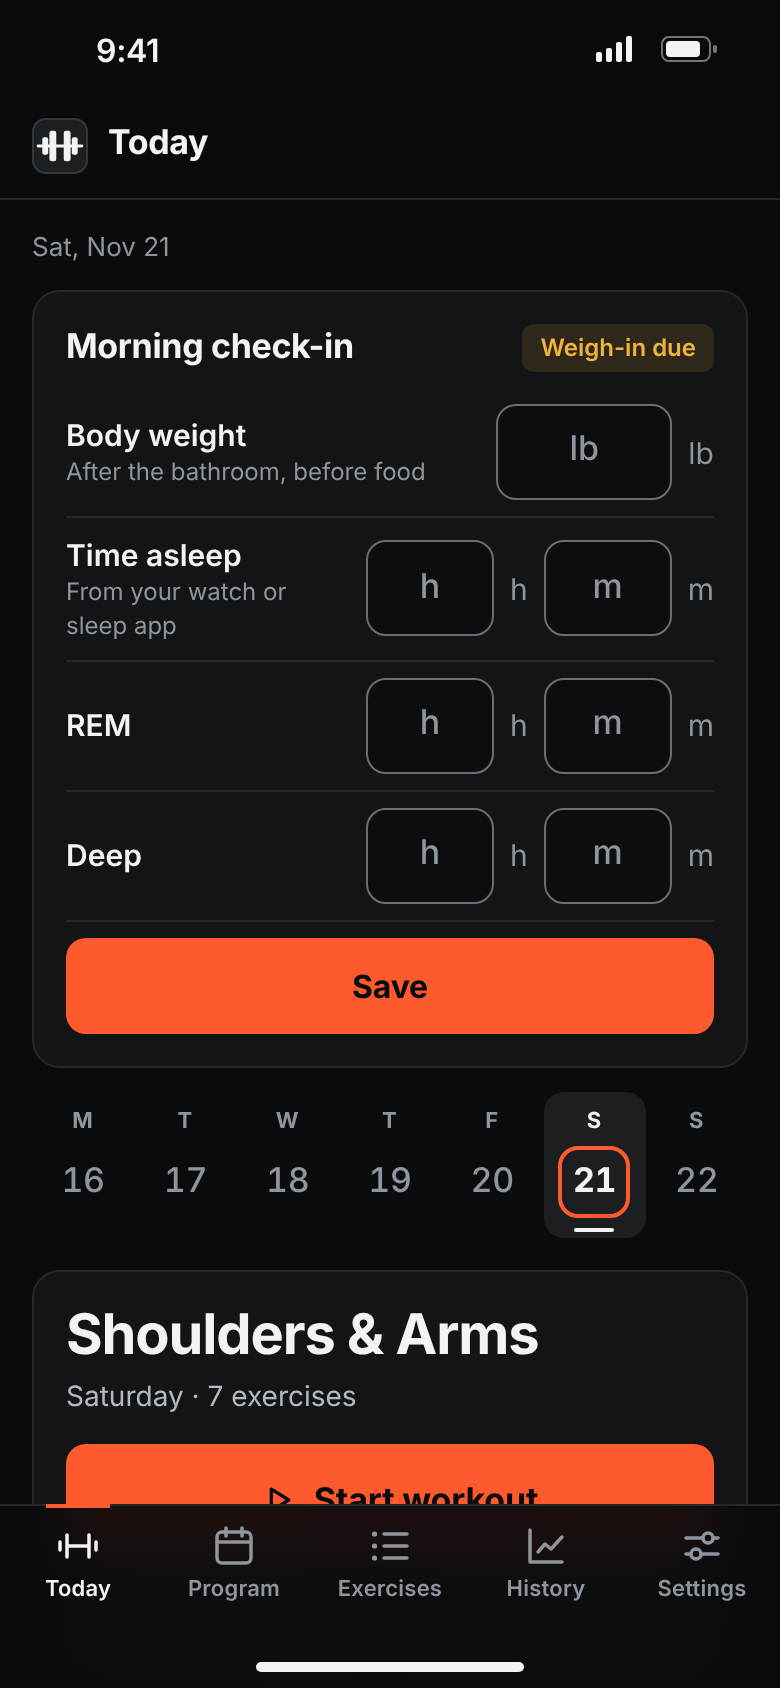 9:41
Today
Sat, Nov 21
Morning check-in
Weigh-in due
Body weight
After the bathroom, before food
lb
lb
Time asleep
From your watch or
sleep app
h
h
m
m
REM
h
h
m
m
Deep
h
h
m
m
Save
M T W T F S S
16 17 18 19 20 21 22
Shoulders & Arms
Saturday · 7 exercises
Start workout
Today
Program
Exercises
History
Settings